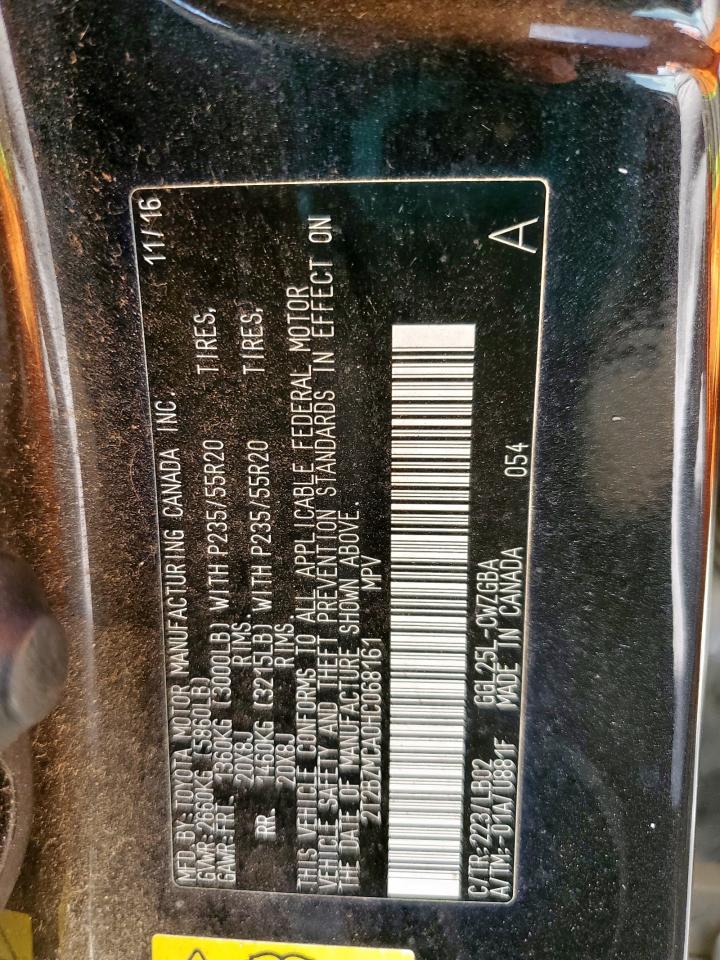 MFD.BY:TOYOTA MOTOR MANUFACTURING CANADA INC. 11/16
GVWR:2660KG (5860LB)
GAWR:FR- 1360KG (3000LB) WITH P235/55R20 TIRES,
20X8J RIMS,
RR. 1460KG (3215LB) WITH P235/55R20 TIRES,
20X8J RIMS.
THIS VEHICLE CONFORMS TO ALL APPLICABLE FEDERAL MOTOR
VEHICLE SAFETY AND THEFT PREVENTION STANDARDS IN EFFECT ON
THE DATE OF MANUFACTURE SHOWN ABOVE.
2T2BZMCA0HC068161 MPV
C/TR:223/LB02 GGL25L-CWZGBA
A/TM:-01A/U881F MADE IN CANADA 054 A